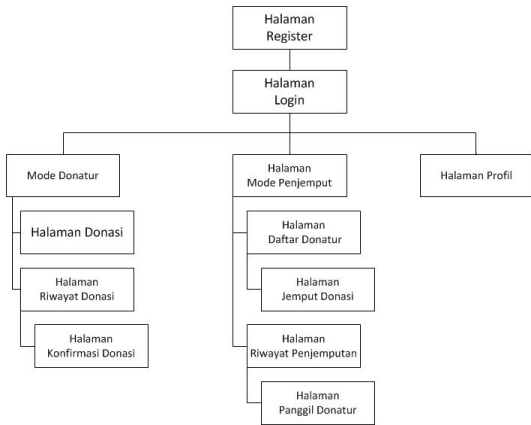 Halaman
Register
Halaman
Login
Mode Donatur
Halaman
Mode Penjemput
Halaman Profil
Halaman Donasi
Halaman
Riwayat Donasi
Halaman
Konfirmasi Donasi
Halaman
Daftar Donatur
Halaman
Jemput Donasi
Halaman
Riwayat Penjemputan
Halaman
Panggil Donatur